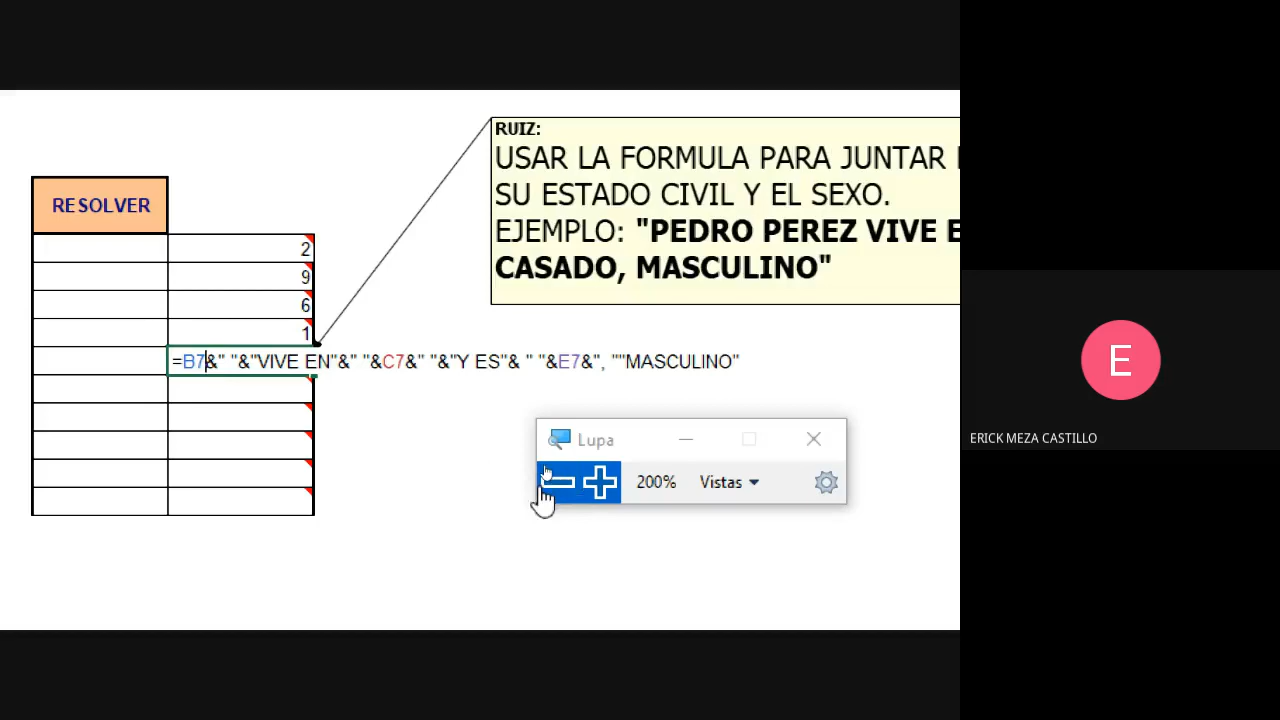 RUIZ:
USAR LA FORMULA PARA JUNTAR
SU ESTADO CIVIL Y EL SEXO.
EJEMPLO: "PEDRO PEREZ VIVE E
CASADO, MASCULINO"
RESOLVER
2
9
6
1
=B7&" "&"VIVE EN"&" "&C7&" "&"Y ES"& " "&E7&", ""MASCULINO"
Lupa
200% Vistas
E
ERICK MEZA CASTILLO